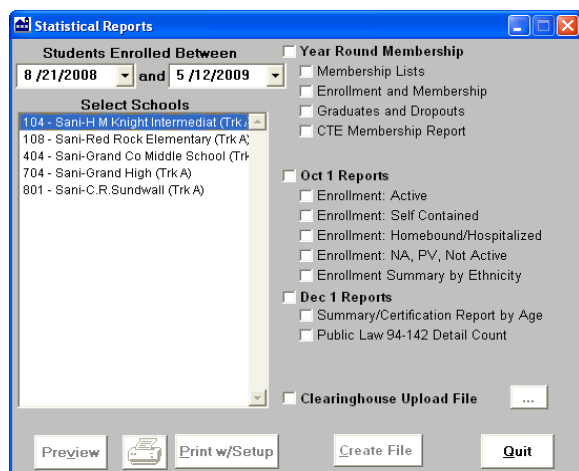 Statistical Reports
Students Enrolled Between
8 /21/2008 and 5 /12/2009
Select Schools
104 - Sani-H M Knight Intermediat (Trk A
108 - Sani-Red Rock Elementary (Trk A)
404 - Sani-Grand Co Middle School (Trk
704 - Sani-Grand High (Trk A)
801 - Sani-C.R.Sundwall (Trk A)
Year Round Membership
Membership Lists
Enrollment and Membership
Graduates and Dropouts
CTE Membership Report
Oct 1 Reports
Enrollment: Active
Enrollment: Self Contained
Enrollment: Homebound/Hospitalized
Enrollment: NA, PV, Not Active
Enrollment Summary by Ethnicity
Dec 1 Reports
Summary/Certification Report by Age
Public Law 94-142 Detail Count
Clearinghouse Upload File ...
Preview Print w/Setup Create File Quit